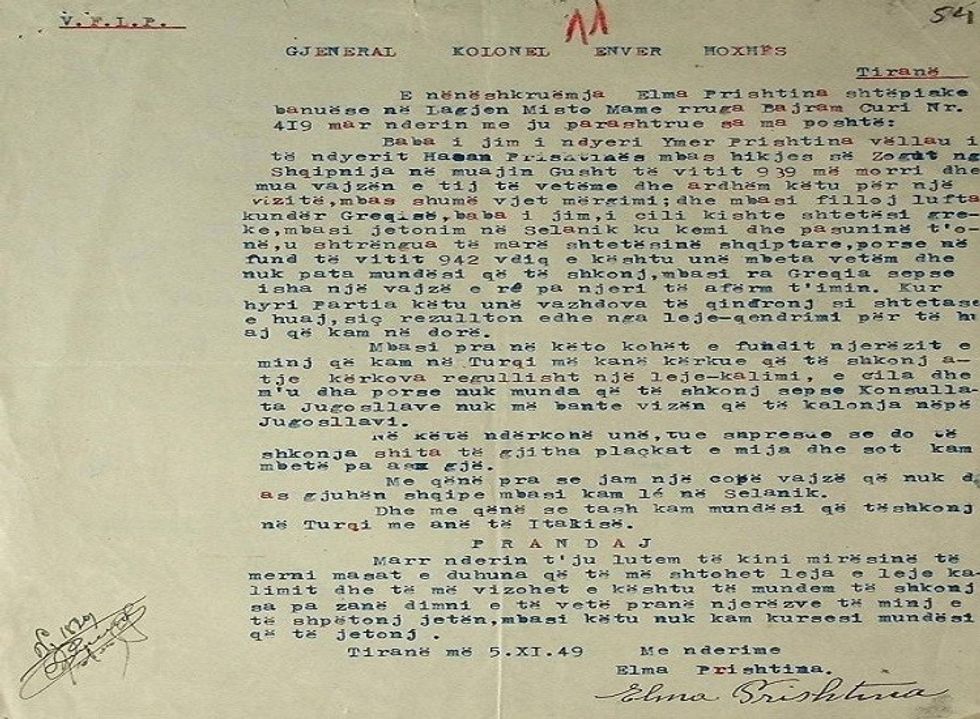 V.F.L.P.
11
54
GJENERAL KOLONEL ENVER HOXHËS
Tiranë
E nëneshkruëmja Elma Prishtina shtëpiake
banuëse në Lagjen Misto Mame rruga Bajram Curi Nr.
419 mar nderin me ju parashtrue sa ma poshtë:
Baba i jim i ndyeri Ymer Prishtina vëllau i
të ndyerit Hasan Prishtinës mbas hikjes së Zogut ng
Shqipnija në muajin Gusht të vitit 939 më morri dhe
mua vajzën e tij të vetëme dhe ardhëm këtu për një
vizitë,mbas shumë vjet mërgimi;dhe mbasi filloj lufta
kundër Greqisë,baba i jim,i cili kishte shtetësi gre-
ke,mbasi jetonim në Selanik ku kemi dhe pasuninë t'o-
në,u shtrëngua të marë shtetësinë shqiptare,porse në
fund të vitit 942 vdiq e kështu unë mbeta vetëm dhe
nuk pata mundësi që të shkonj,mbasi ra Greqia sepse
isha një vajzë e rë pa njeri të afërm t'imin. Kur
hyri Partia këtu unë vazhdova të qindronj si shtetase
e huaj,siç rezullton edhe nga leje-qendrimi për të hu
aj që kam në dorë.
Mbasi pra në këto kohët e fundit njerëzit e
minj që kam në Turqi më kanë kërkue që të shkonj a-
tje kërkova regullisht një leje-kalimi, e cila dhe
m'u dha porse nuk munda që të shkonj sepse Konsulla
ta Jugosllave nuk më bante vizën që të kalonja nëpë
Jugosllavi.
Në këtë ndërkohë unë,tue shpresue se do të
shkonja shita të gjitha plaçkat e mija dhe sot kam
mbetë pa asx gjë.
Me qënë pra se jam një copë vajzë që nuk d
as gjuhën shqipe mbasi kam lé në Selanik.
Dhe me qënë se tash kam mundësi që tëshkonj
në Turqi me anë të Italisë.
P R A N D A J
Marr nderin t'ju lutem të kini mirësinë të
merni masat e duhuna që të më shtohet leja e leje ka-
limit dhe të më vizohet e kështu të mundem të shkonj
sa pa zanë dimni e të vetë pranë njerëzve të minj e
të shpëtonj jetën,mbasi këtu nuk kam kursesi mundësi
që të jetonj .
Tiranë më 5.XI.49 Me nderime
Elma Prishtina.
Elma Prishtina